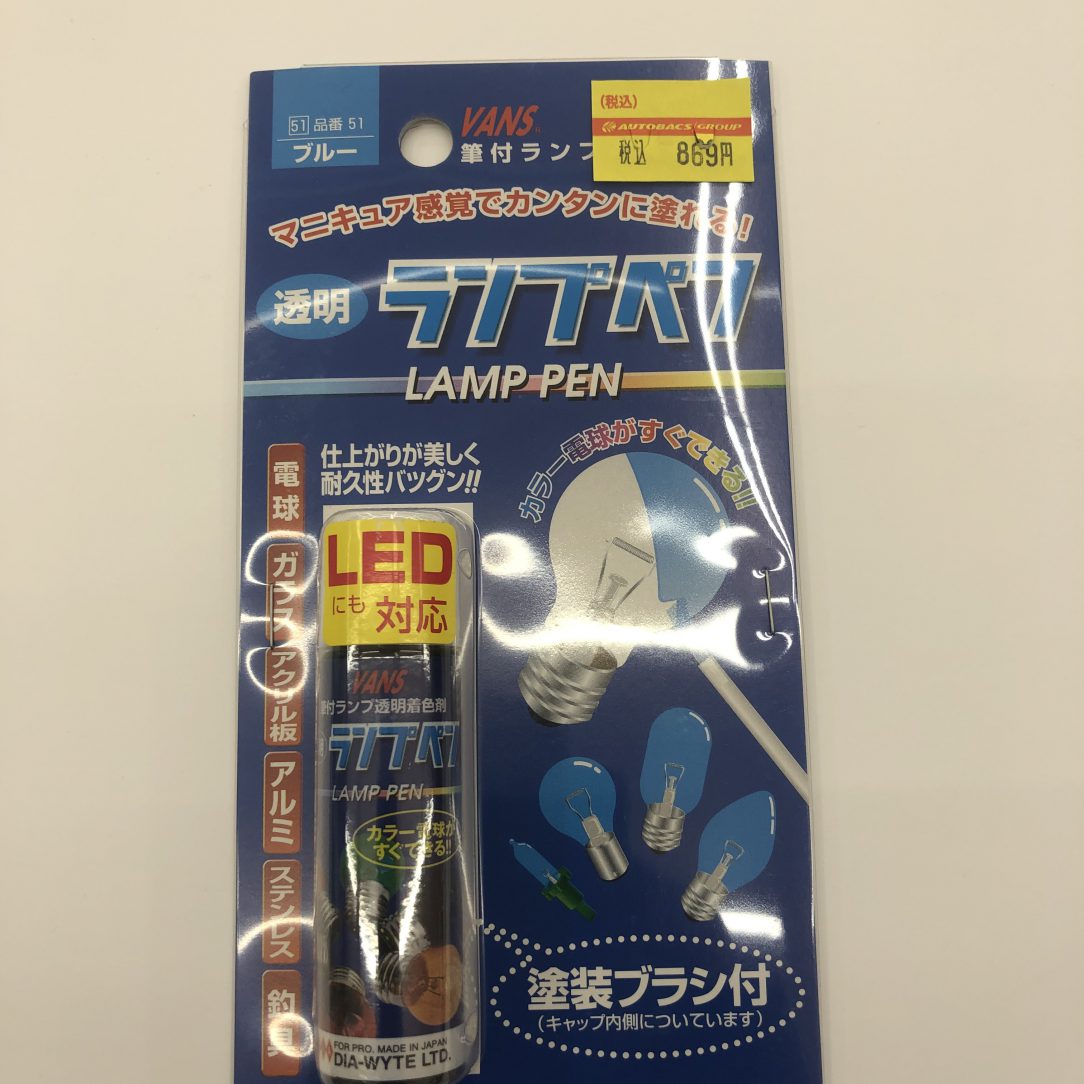 51 品番 51
ブルー
VANS
筆付ランプ
(税込)
AUTOBACS GROUP
税込 869円
マニキュア感覚でカンタンに塗れる!
透明
ランプペン
LAMP PEN
仕上がりが美しく
耐久性バツグン!!
カラー電球がすぐできる!!
電球
ガラス
アクリル板
アルミ
ステンレス
釣具
LED
にも対応
VANS
筆付ランプ透明着色剤
ランプペン
LAMP PEN
カラー電球が
すぐできる!!
FOR PRO. MADE IN JAPAN
DIA-WYTE LTD.
塗装ブラシ付
(キャップ内側についています)